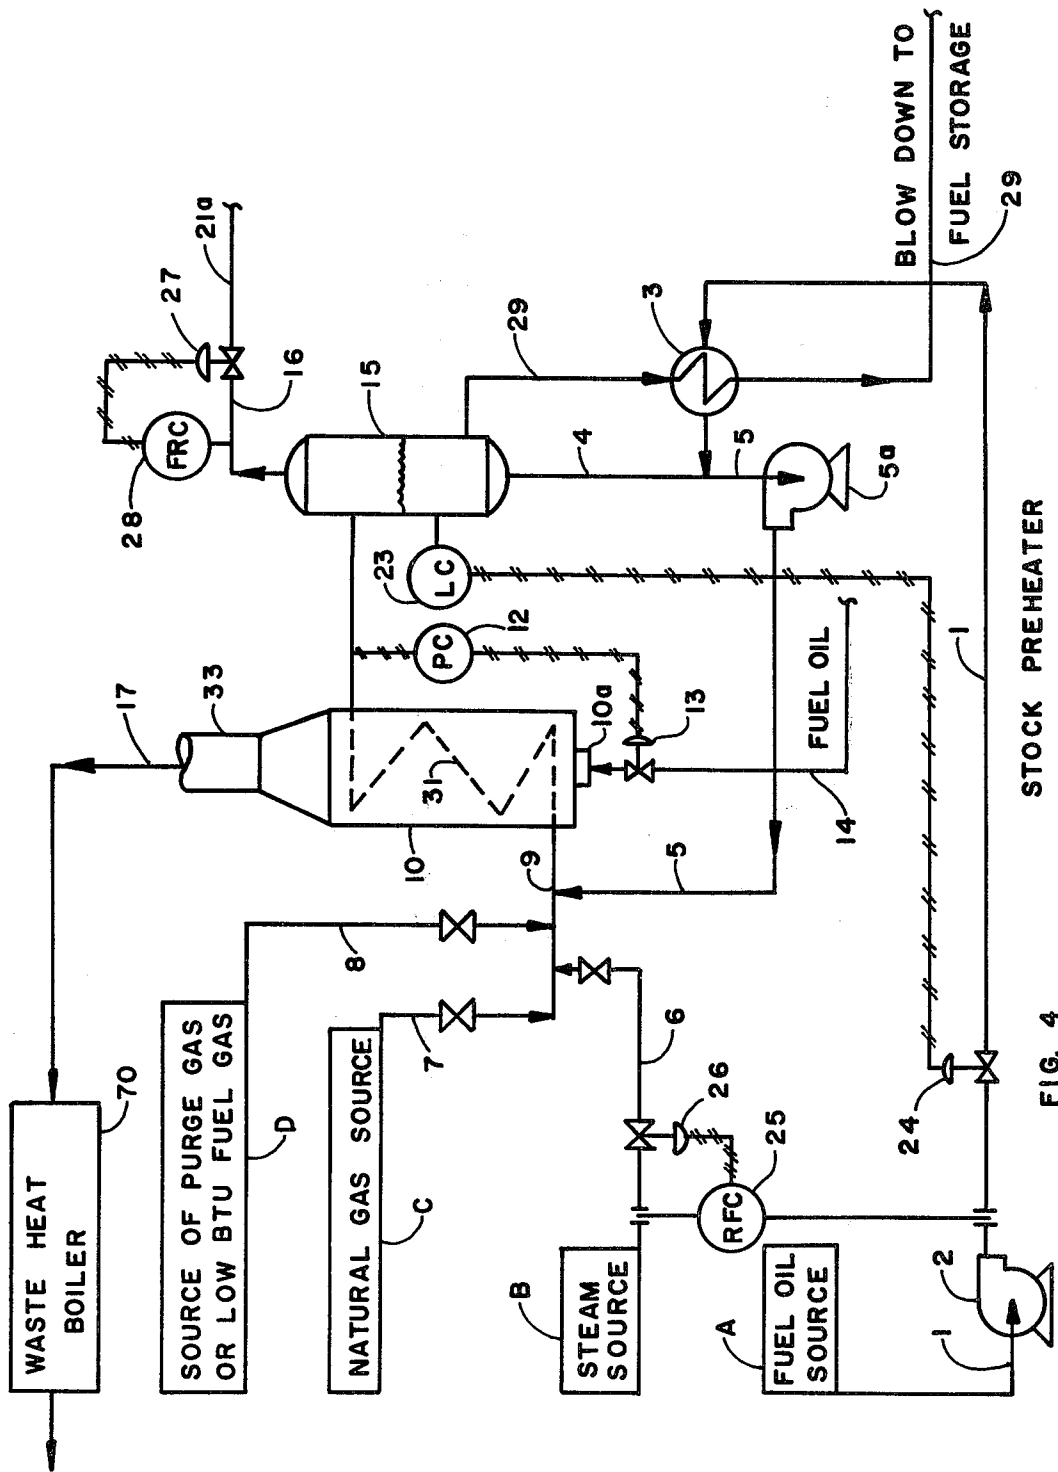 WASTE HEAT
BOILER
70
17
33
SOURCE OF PURGE GAS
OR LOW BTU FUEL GAS
D
8
NATURAL GAS SOURCE
C
7
9
10
31
10a
13
PC
12
LC
23
15
FRC
28
27
16
21a
29
4
3
5
5a
5
14
FUEL OIL
STEAM
SOURCE
B
6
26
RFC
25
FUEL OIL
SOURCE
A
1
2
24
1
BLOW DOWN TO
FUEL STORAGE
29
STOCK PREHEATER
FIG. 4